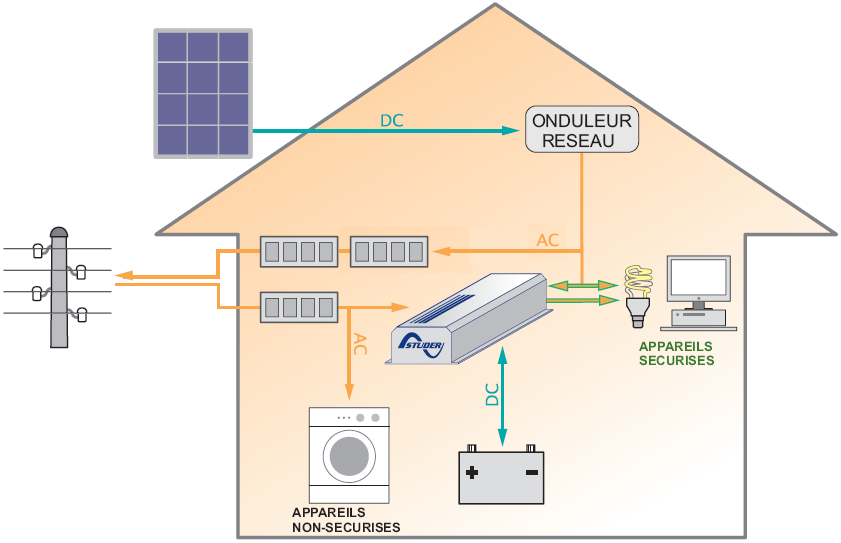 DC
ONDULEUR
RESEAU
AC
STUDER
AC
APPAREILS
SECURISES
DC
APPAREILS
NON-SECURISES